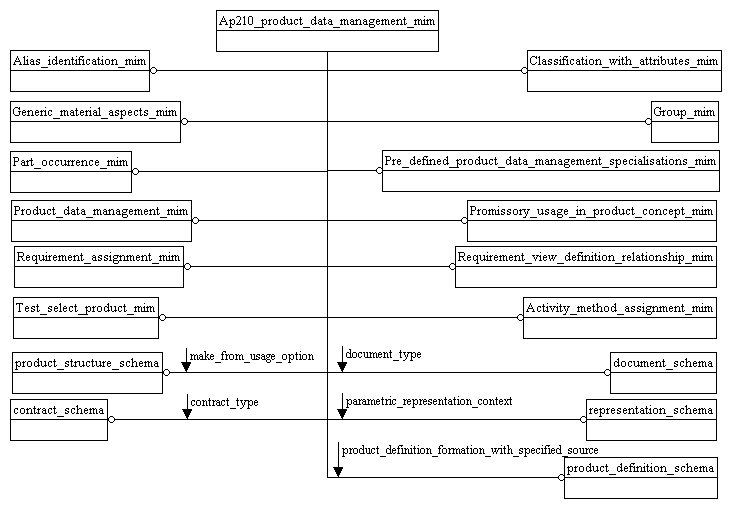 Ap210_product_data_management_mim
Alias_identification_mim
Classification_with_attributes_mim
Generic_material_aspects_mim
Group_mim
Part_occurrence_mim
Pre_defined_product_data_management_specialisations_mim
Product_data_management_mim
Promissory_usage_in_product_concept_mim
Requirement_assignment_mim
Requirement_view_definition_relationship_mim
Test_select_product_mim
Activity_method_assignment_mim
make_from_usage_option
document_type
product_structure_schema
document_schema
contract_type
parametric_representation_context
contract_schema
representation_schema
product_definition_formation_with_specified_source
product_definition_schema